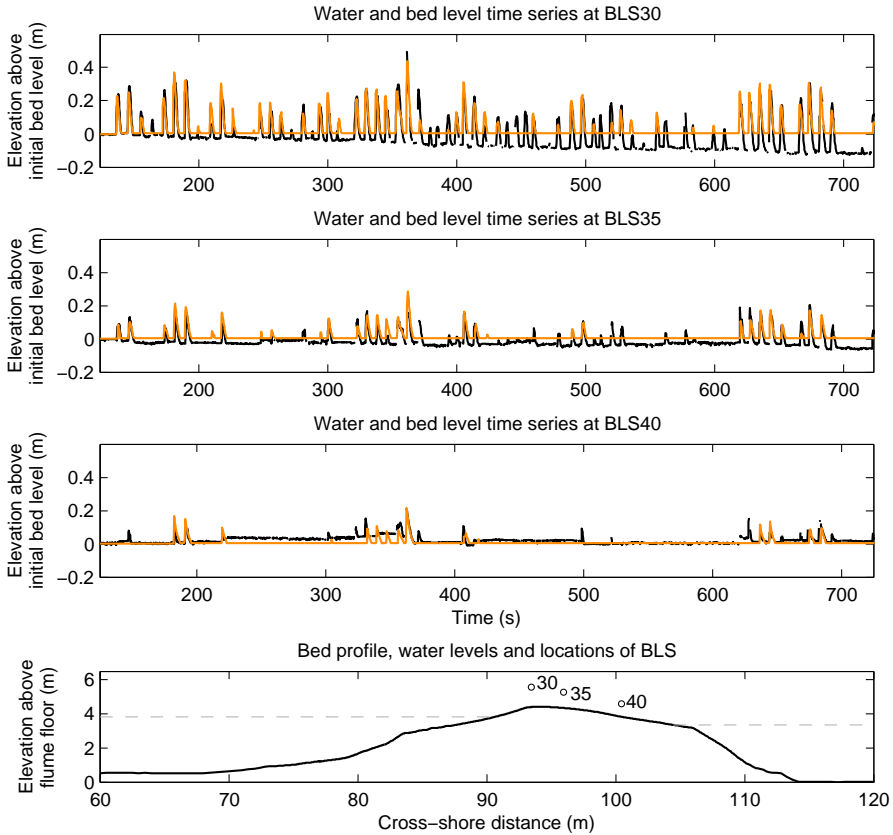 Water and bed level time series at BLS30
Elevation above
initial bed level (m)
0.4
0.2
0
−0.2
200 300 400 500 600 700
Water and bed level time series at BLS35
Elevation above
initial bed level (m)
0.4
0.2
0
−0.2
200 300 400 500 600 700
Water and bed level time series at BLS40
Elevation above
initial bed level (m)
0.4
0.2
0
−0.2
200 300 400 500 600 700
Time (s)
Bed profile, water levels and locations of BLS
Elevation above
flume floor (m)
6
4
2
0
30
35
40
60 70 80 90 100 110 120
Cross−shore distance (m)